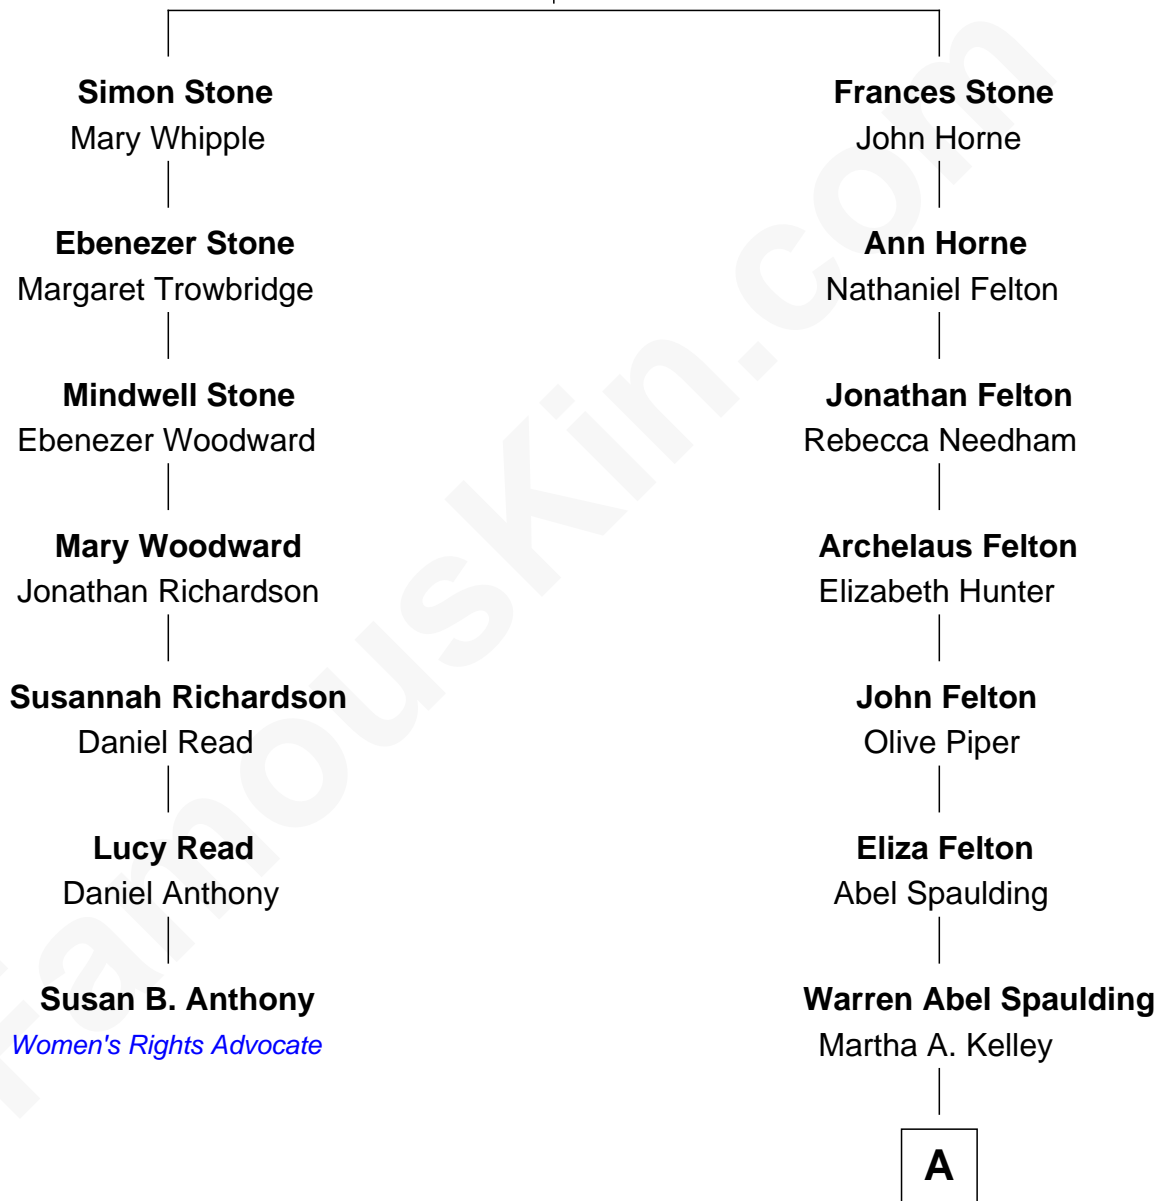 Simon Stone
Mary Whipple
Ebenezer Stone
Margaret Trowbridge
Mindwell Stone
Ebenezer Woodward
Mary Woodward
Jonathan Richardson
Susannah Richardson
Daniel Read
Lucy Read
Daniel Anthony
Susan B. Anthony
Women's Rights Advocate
Frances Stone
John Horne
Ann Horne
Nathaniel Felton
Jonathan Felton
Rebecca Needham
Archelaus Felton
Elizabeth Hunter
John Felton
Olive Piper
Eliza Felton
Abel Spaulding
Warren Abel Spaulding
Martha A. Kelley
A
FamousKin.com